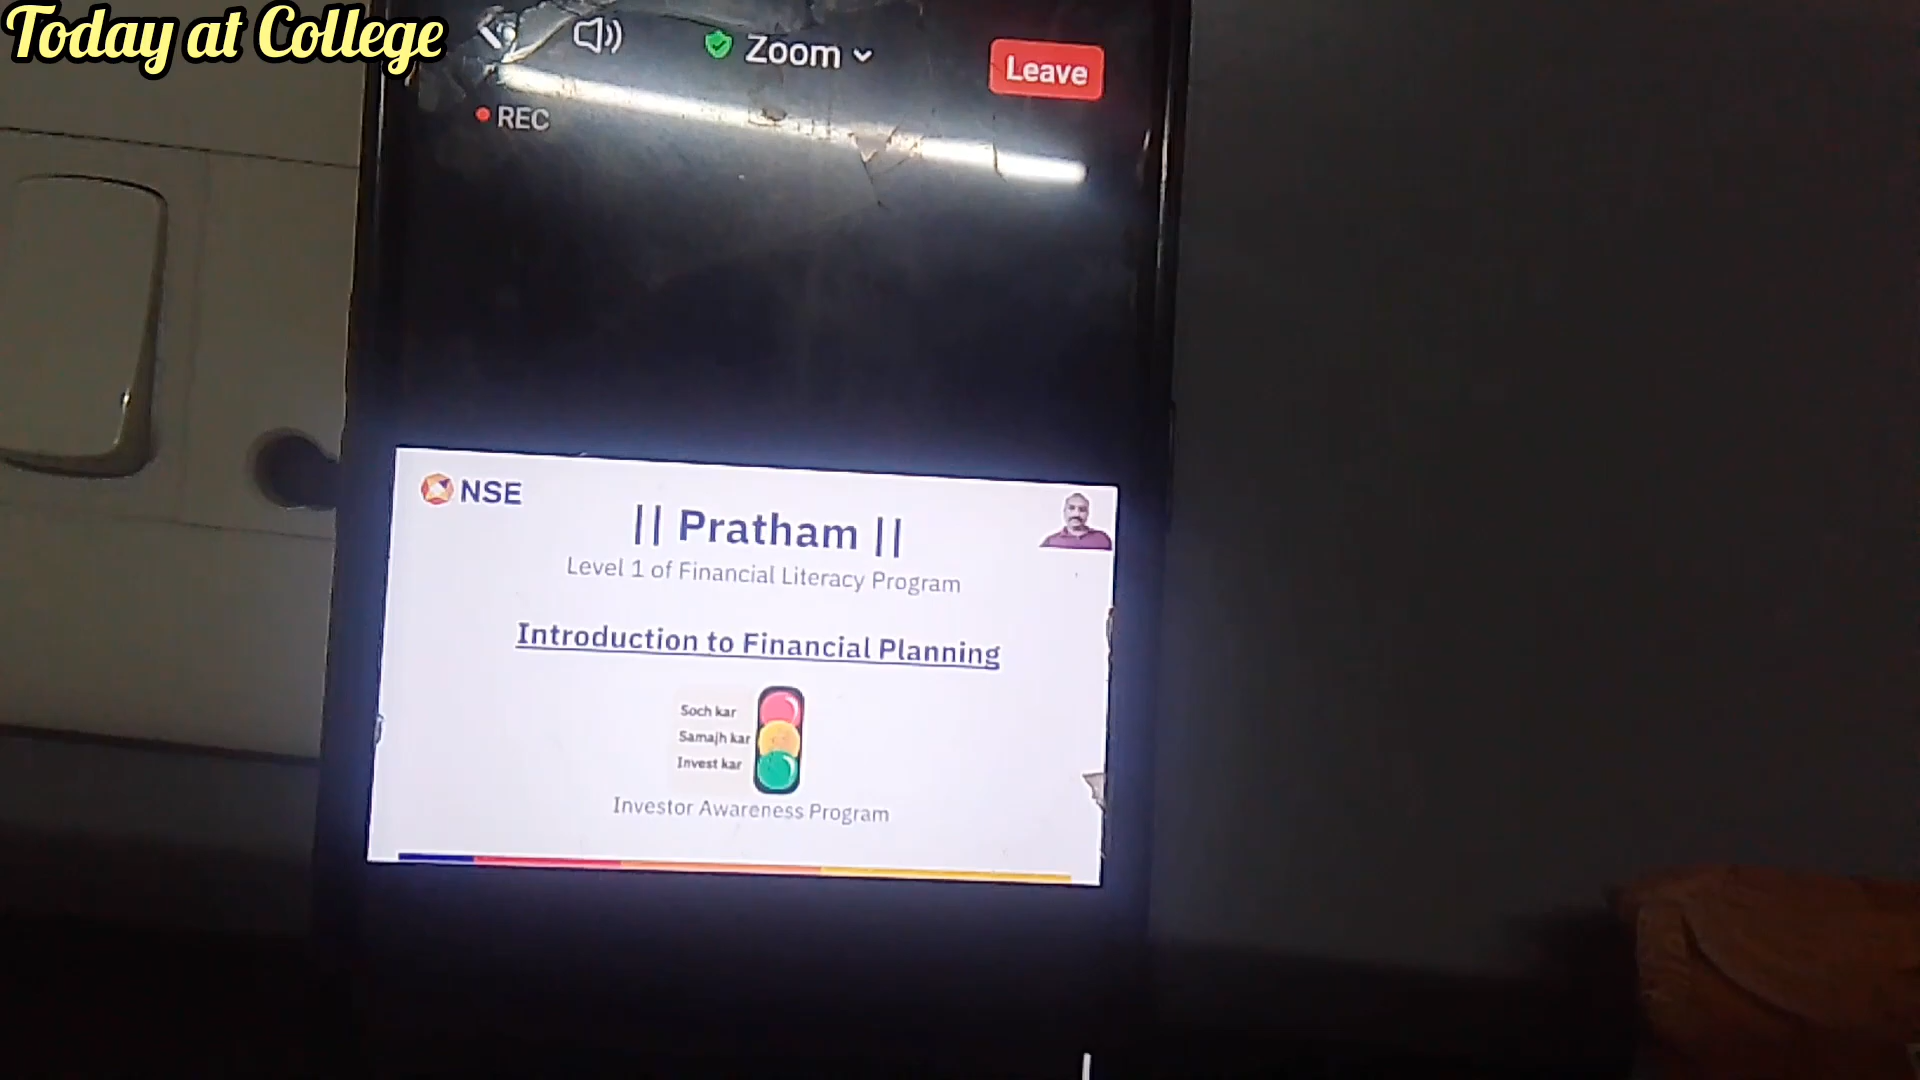 Today at College
Zoom
Leave
REC
NSE
|| Pratham ||
Level 1 of Financial Literacy Program
Introduction to Financial Planning
Soch kar
Samajh kar
Invest kar
Investor Awareness Program